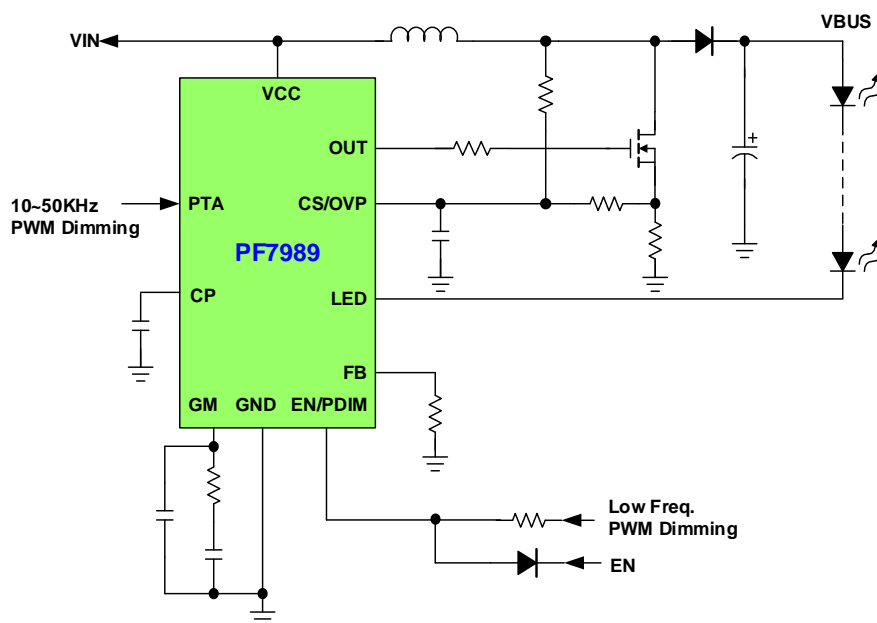 VIN
VBUS
VCC
OUT
10~50KHz
PWM Dimming
PTA
CS/OVP
PF7989
CP
LED
FB
GM
GND
EN/PDIM
+
Low Freq.
PWM Dimming
EN